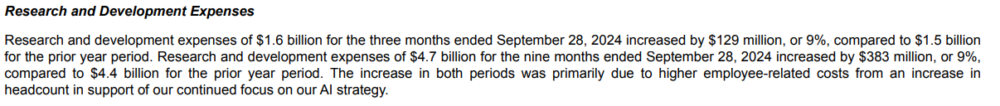 Research and Development Expenses
Research and development expenses of $1.6 billion for the three months ended September 28, 2024 increased by $129 million, or 9%, compared to $1.5 billion
for the prior year period. Research and development expenses of $4.7 billion for the nine months ended September 28, 2024 increased by $383 million, or 9%,
compared to $4.4 billion for the prior year period. The increase in both periods was primarily due to higher employee-related costs from an increase in
headcount in support of our continued focus on our AI strategy.